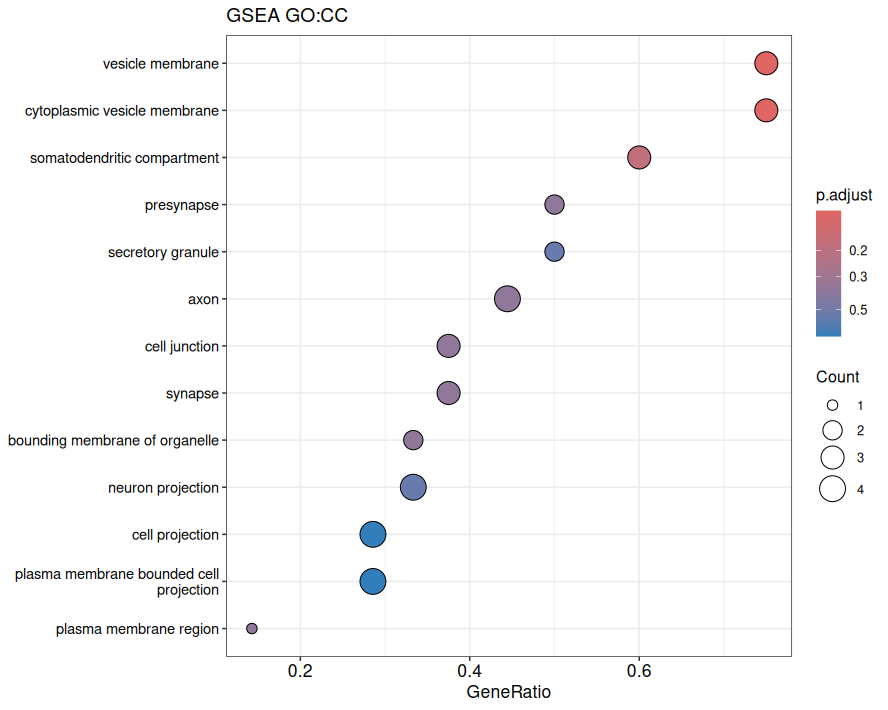 GSEA GO:CC
vesicle membrane
cytoplasmic vesicle membrane
somatodendritic compartment
presynapse
secretory granule
axon
cell junction
synapse
bounding membrane of organelle
neuron projection
cell projection
plasma membrane bounded cell
projection
plasma membrane region
0.2 0.4 0.6
GeneRatio
p.adjust
0.2
0.3
0.5
Count
1
2
3
4